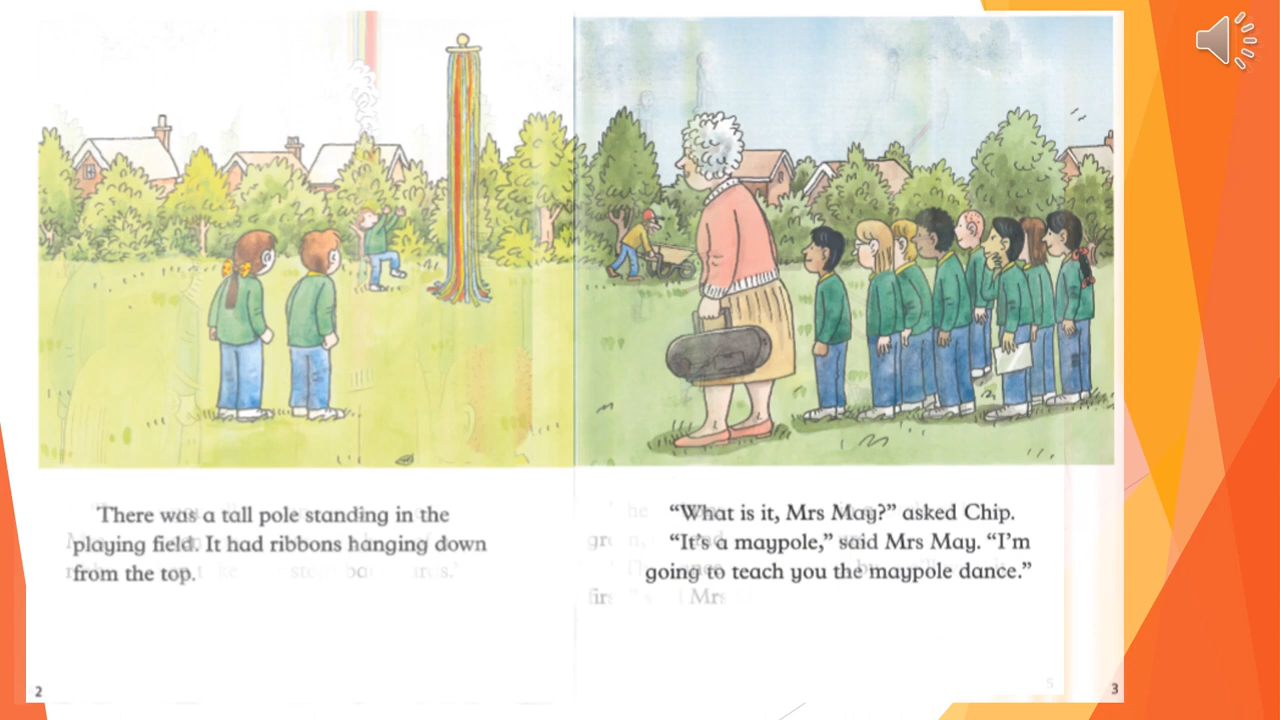 There was a tall pole standing in the
playing field. It had ribbons hanging down
from the top.
2
“What is it, Mrs May?” asked Chip.
“It’s a maypole,” said Mrs May. “I’m
going to teach you the maypole dance.”
3
5